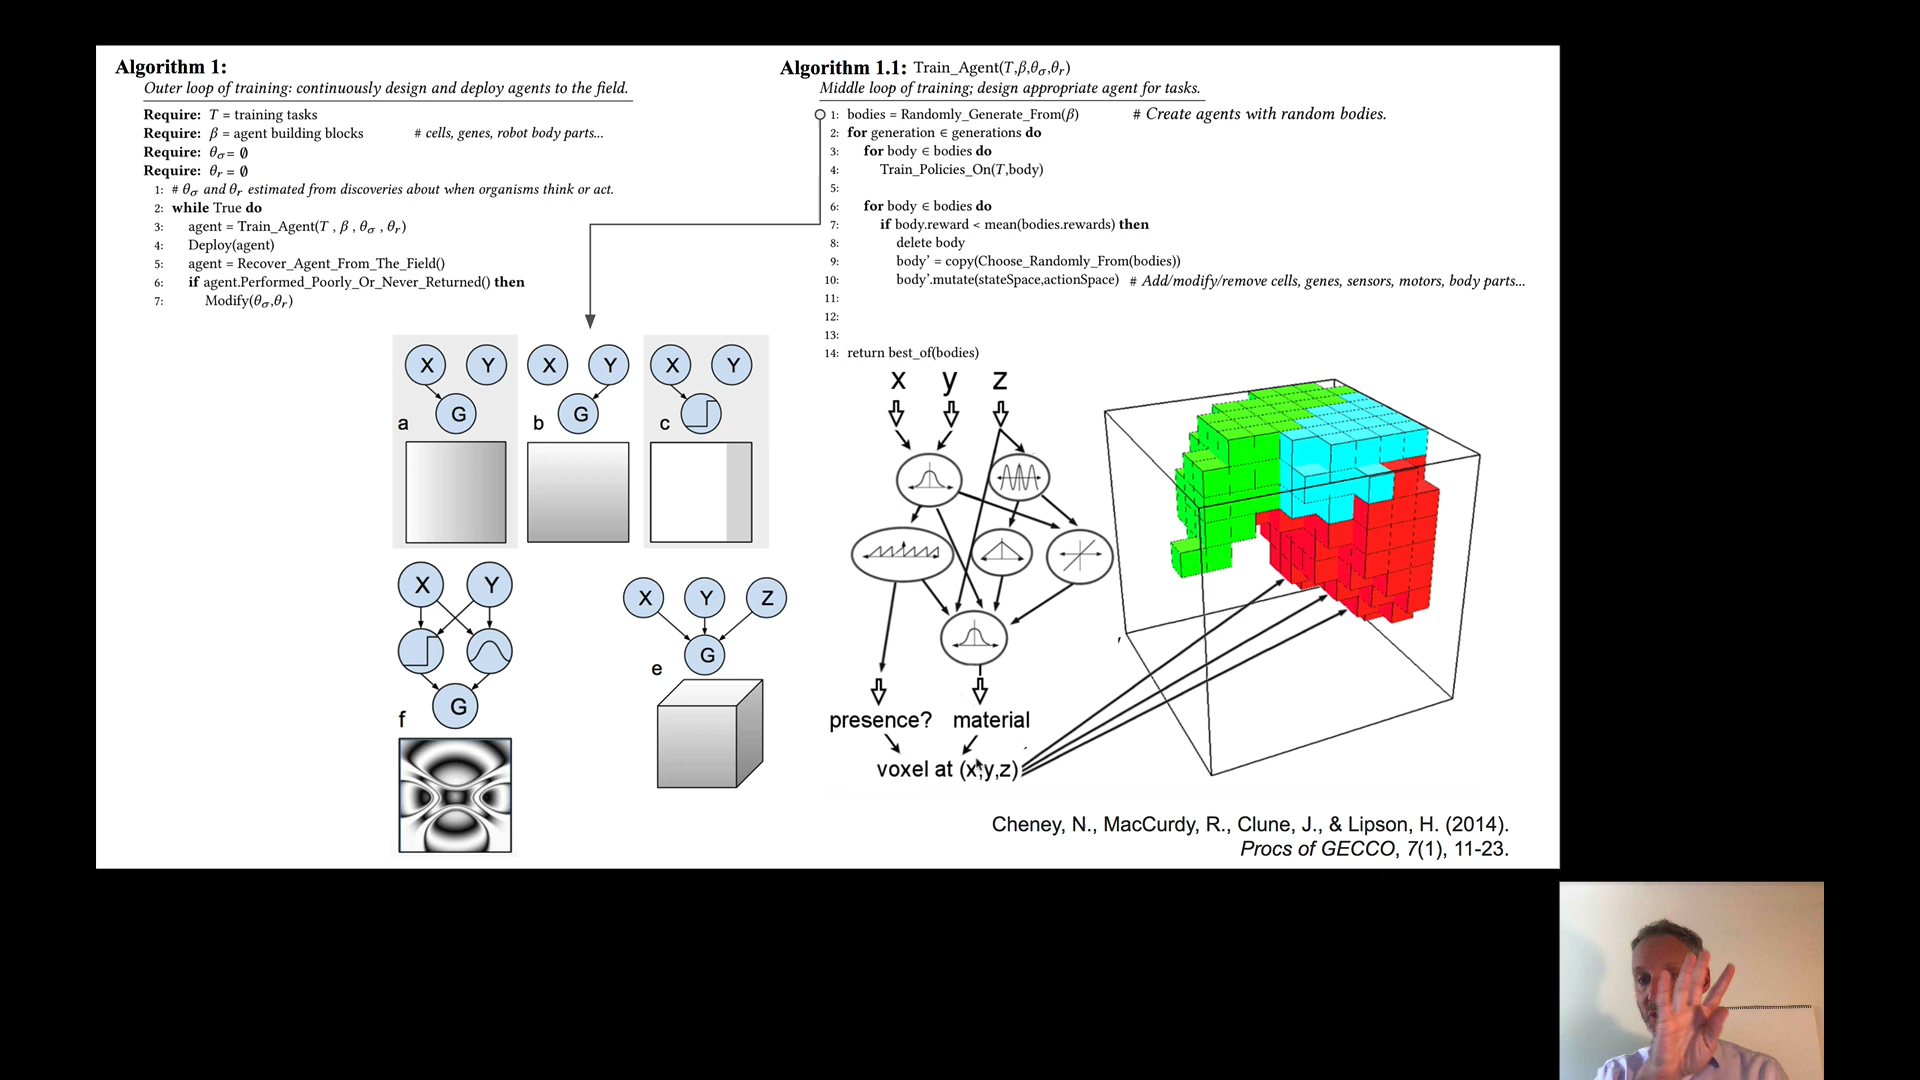 Algorithm 1:
Outer loop of training: continuously design and deploy agents to the field.
Require: T = training tasks
Require: β = agent building blocks # cells, genes, robot body parts...
Require: θσ= ∅
Require: θr = ∅
1: # θσ and θr estimated from discoveries about when organisms think or act.
2: while True do
3: agent = Train_Agent(T , β , θσ , θr)
4: Deploy(agent)
5: agent = Recover_Agent_From_The_Field()
6: if agent.Performed_Poorly_Or_Never_Returned() then
7: Modify(θσ,θr)
Algorithm 1.1: Train_Agent(T,β,θσ,θr)
Middle loop of training; design appropriate agent for tasks.
1: bodies = Randomly_Generate_From(β) # Create agents with random bodies.
2: for generation ∈ generations do
3: for body ∈ bodies do
4: Train_Policies_On(T,body)
5:
6: for body ∈ bodies do
7: if body.reward < mean(bodies.rewards) then
8: delete body
9: body' = copy(Choose_Randomly_From(bodies))
10: body'.mutate(stateSpace,actionSpace) # Add/modify/remove cells, genes, sensors, motors, body parts...
11:
12:
13:
14: return best_of(bodies)
X Y X Y X Y
G G
a b c
X Y
G
f
X Y Z
G
e
x y z
presence? material
voxel at (x,y,z)
Cheney, N., MacCurdy, R., Clune, J., & Lipson, H. (2014).
Procs of GECCO, 7(1), 11-23.